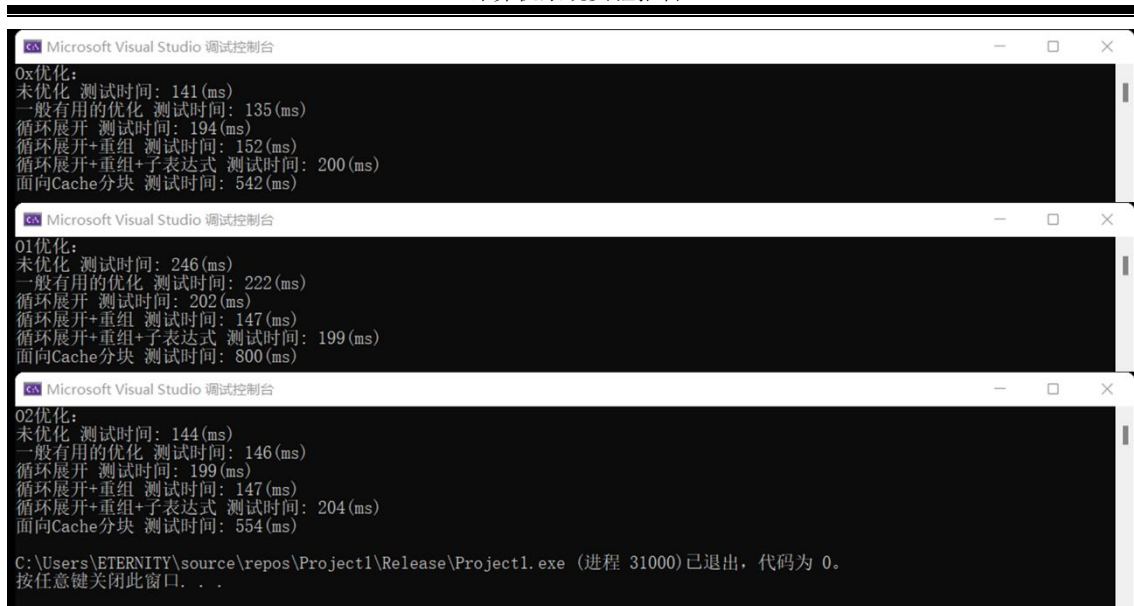 Microsoft Visual Studio 调试控制台
Ox优化:
未优化 测试时间: 141(ms)
一般有用的优化 测试时间: 135(ms)
循环展开 测试时间: 194(ms)
循环展开+重组 测试时间: 152(ms)
循环展开+重组+子表达式 测试时间: 200(ms)
面向Cache分块 测试时间: 542(ms)
Microsoft Visual Studio 调试控制台
O1优化:
未优化 测试时间: 246(ms)
一般有用的优化 测试时间: 222(ms)
循环展开 测试时间: 202(ms)
循环展开+重组 测试时间: 147(ms)
循环展开+重组+子表达式 测试时间: 199(ms)
面向Cache分块 测试时间: 800(ms)
Microsoft Visual Studio 调试控制台
O2优化:
未优化 测试时间: 144(ms)
一般有用的优化 测试时间: 146(ms)
循环展开 测试时间: 199(ms)
循环展开+重组 测试时间: 147(ms)
循环展开+重组+子表达式 测试时间: 204(ms)
面向Cache分块 测试时间: 554(ms)
C:\Users\ETERNITY\source\repos\Project1\Release\Project1.exe (进程 31000)已退出，代码为 0。
按任意键关闭此窗口. . .